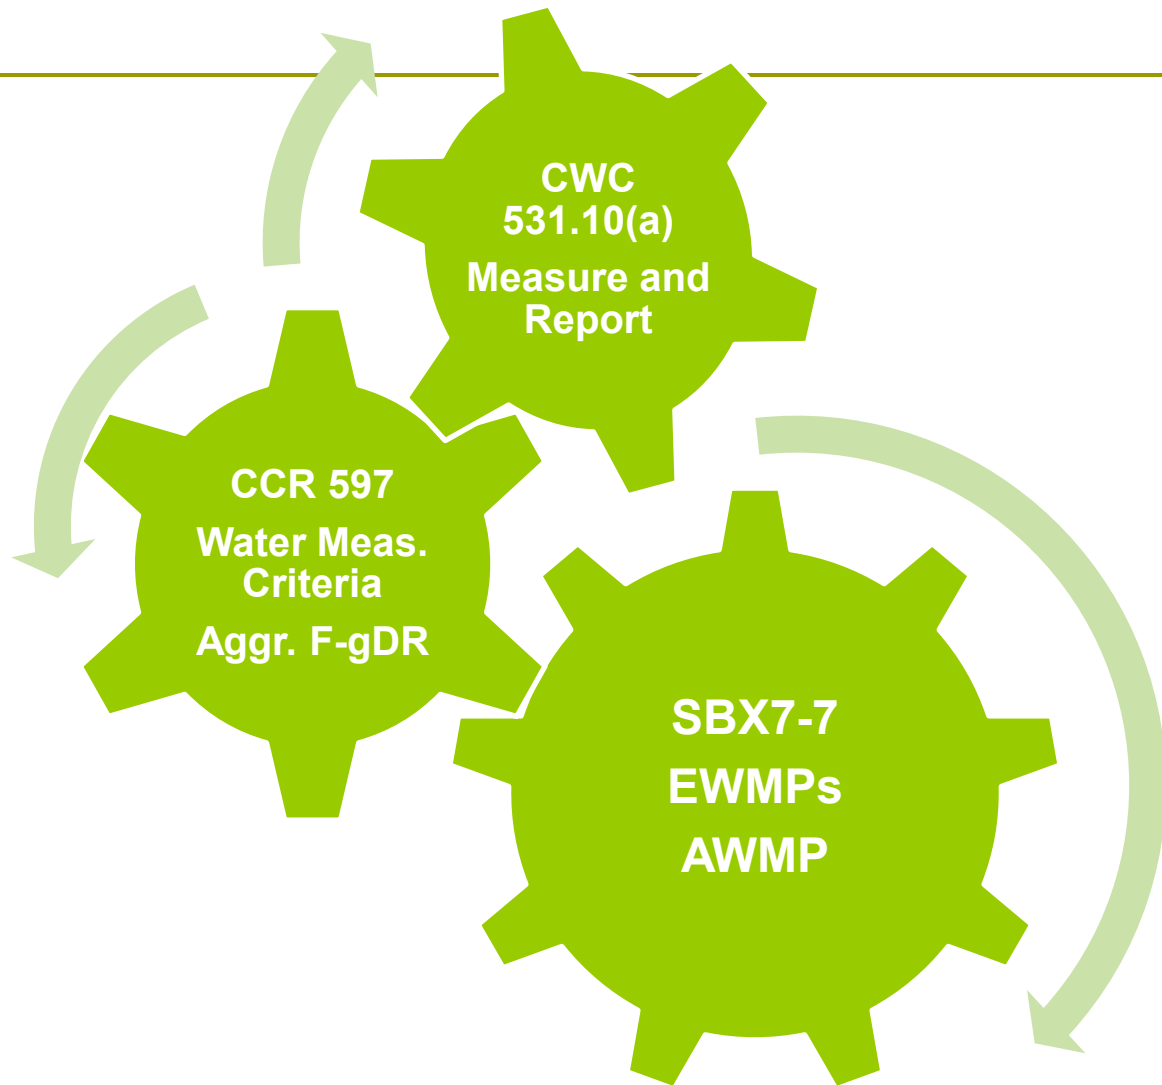 CWC
531.10(a)
Measure and
Report
CCR 597
Water Meas.
Criteria
Aggr. F-gDR
SBX7-7
EWMPs
AWMP